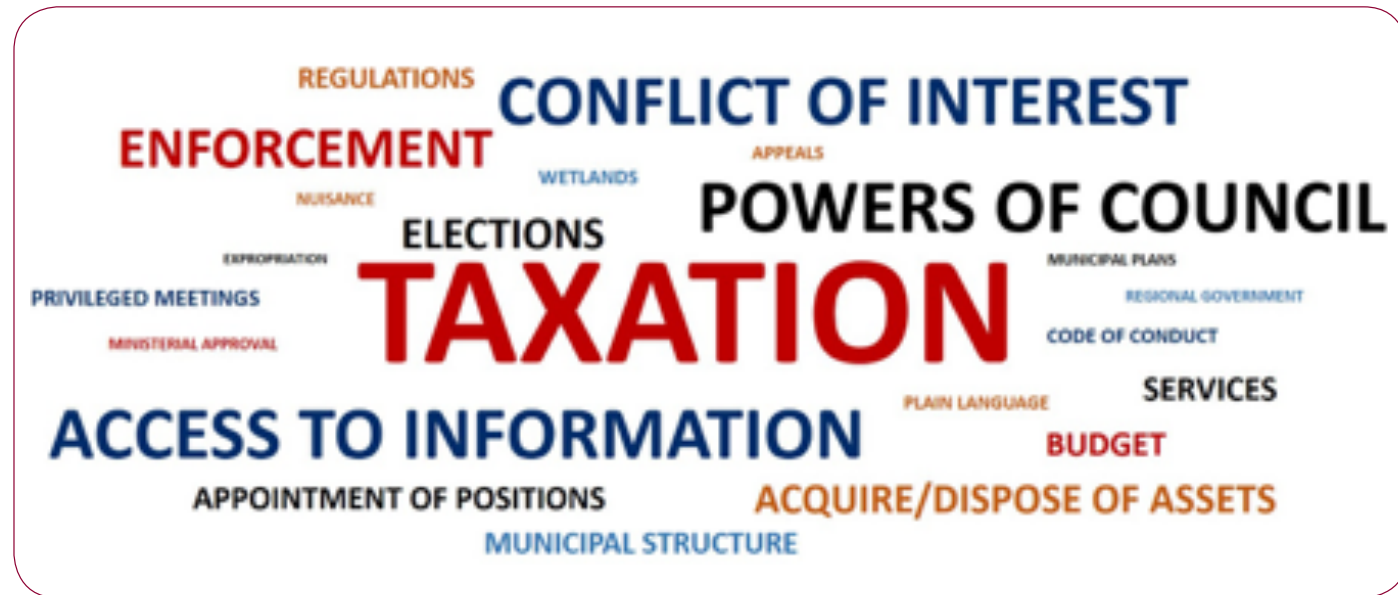 REGULATIONS
CONFLICT OF INTEREST
ENFORCEMENT
APPEALS
WETLANDS
NUISANCE
POWERS OF COUNCIL
ELECTIONS
EXPROPRIATION
TAXATION
MUNICIPAL PLANS
PRIVILEGED MEETINGS
REGIONAL GOVERNMENT
MINISTERIAL APPROVAL
CODE OF CONDUCT
SERVICES
PLAIN LANGUAGE
ACCESS TO INFORMATION
BUDGET
APPOINTMENT OF POSITIONS
ACQUIRE/DISPOSE OF ASSETS
MUNICIPAL STRUCTURE